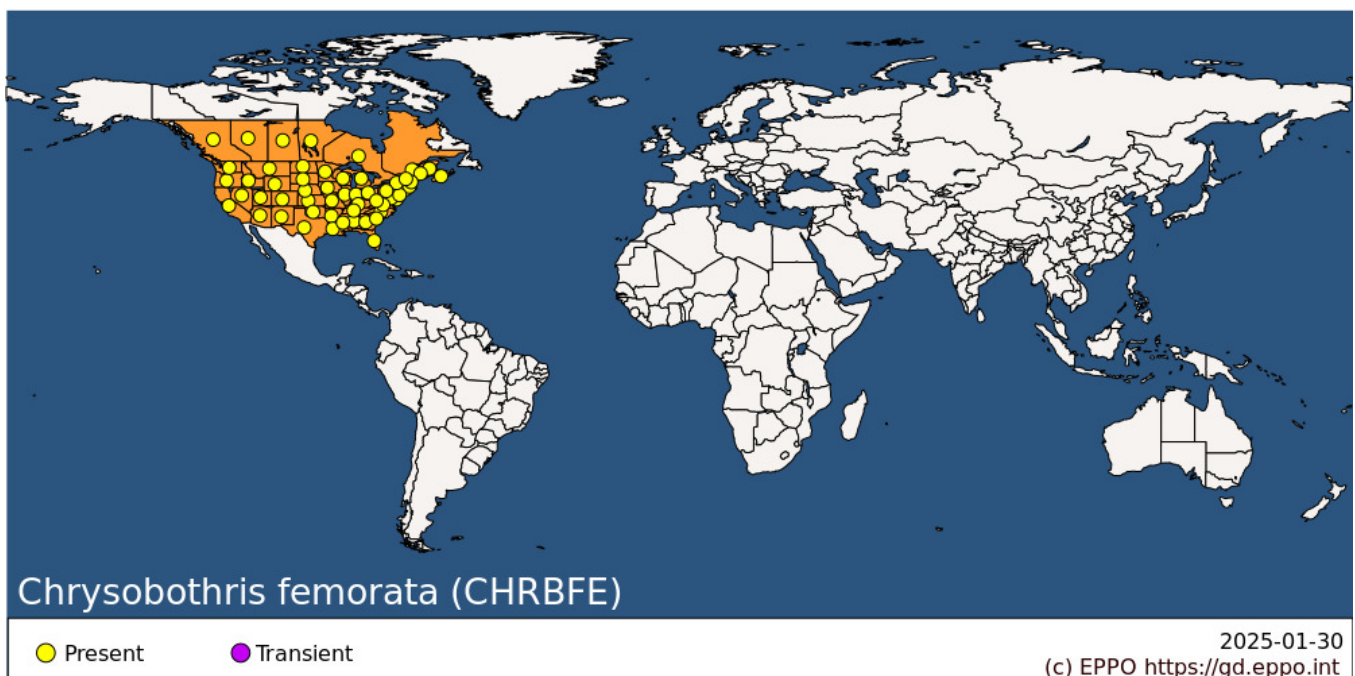 Chrysobothris femorata (CHRBFE)
Present
Transient
2025-01-30
(c) EPPO https://gd.eppo.int